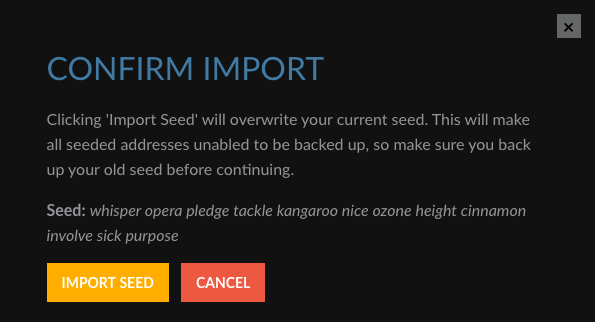 ×
CONFIRM IMPORT
Clicking 'Import Seed' will overwrite your current seed. This will make
all seeded addresses unabled to be backed up, so make sure you back
up your old seed before continuing.
Seed: whisper opera pledge tackle kangaroo nice ozone height cinnamon
involve sick purpose
IMPORT SEED CANCEL